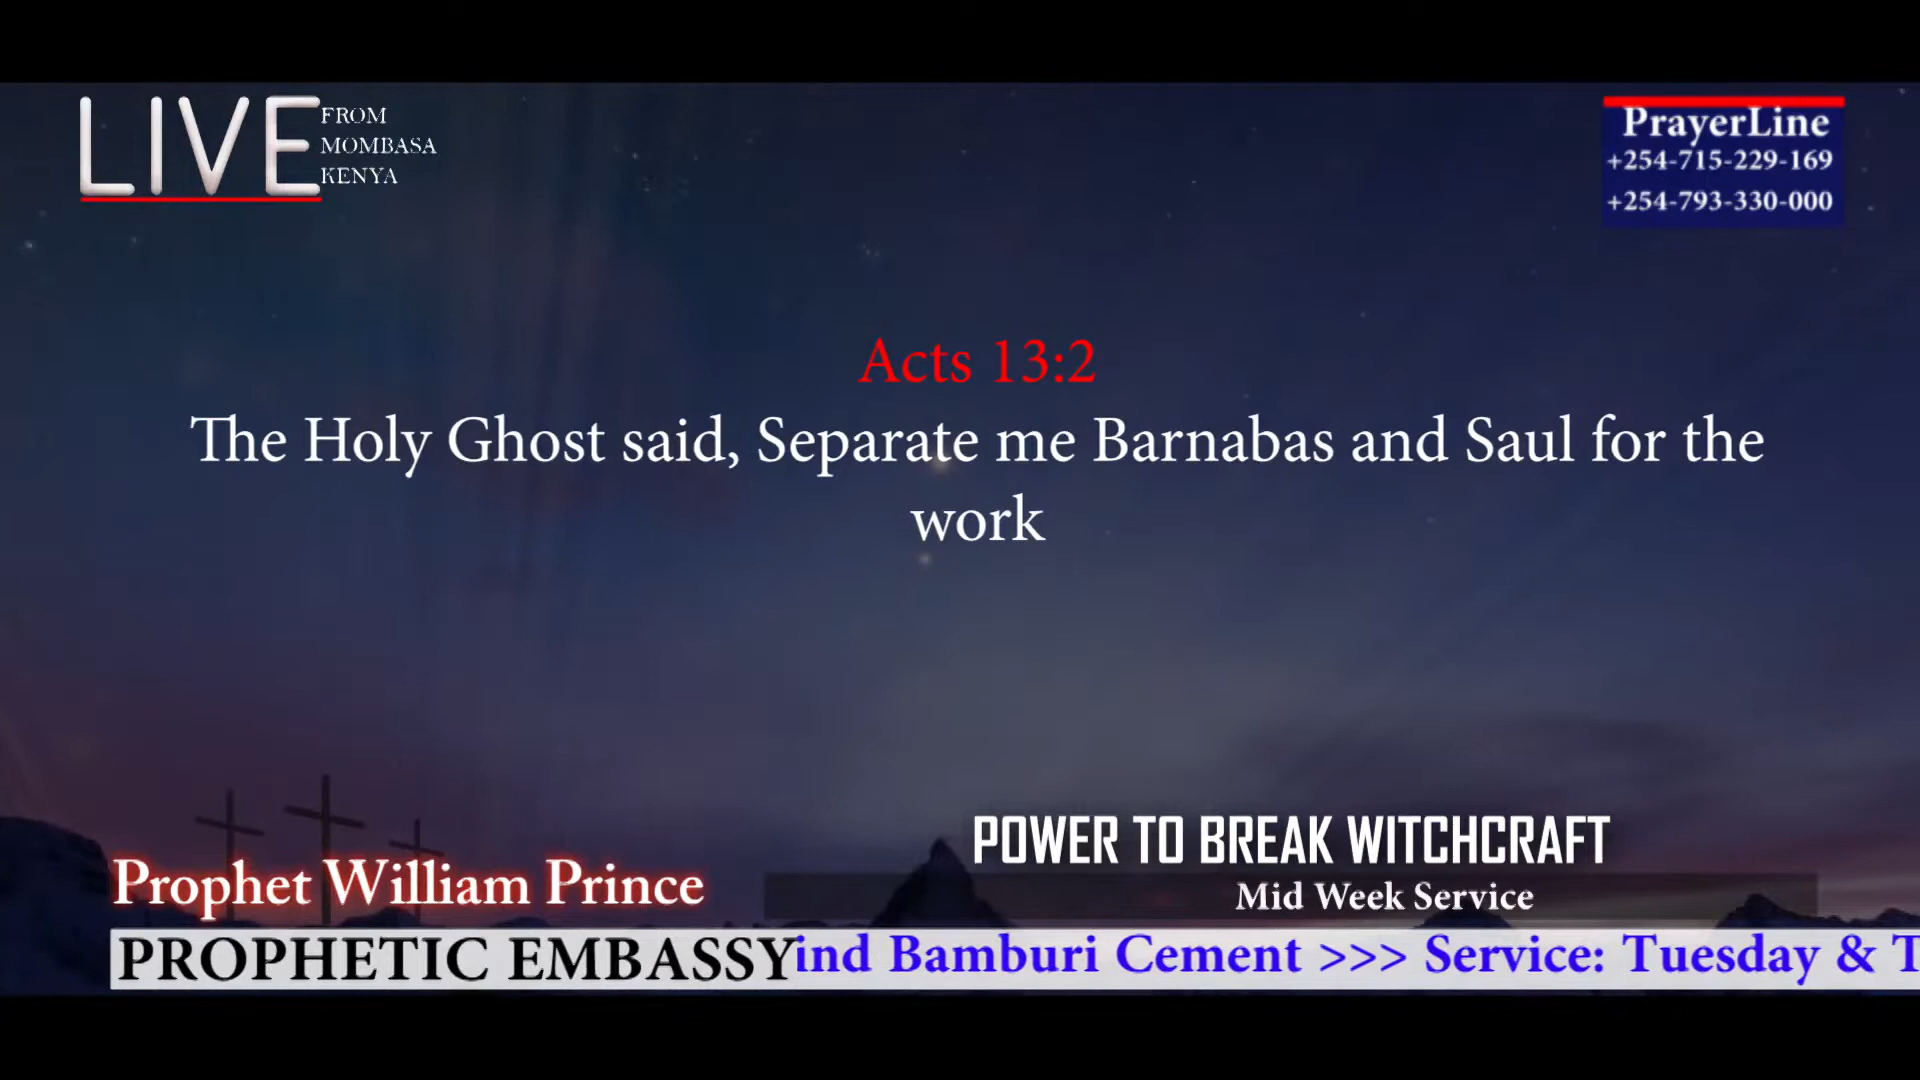 LIVE
FROM
MOMBASA
KENYA
PrayerLine
+254-715-229-169
+254-793-330-000
Acts 13:2
The Holy Ghost said, Separate me Barnabas and Saul for the
work
POWER TO BREAK WITCHCRAFT
Mid Week Service
Prophet William Prince
PROPHETIC EMBASSY
Bamburi Cement >>> Service: Tuesday &